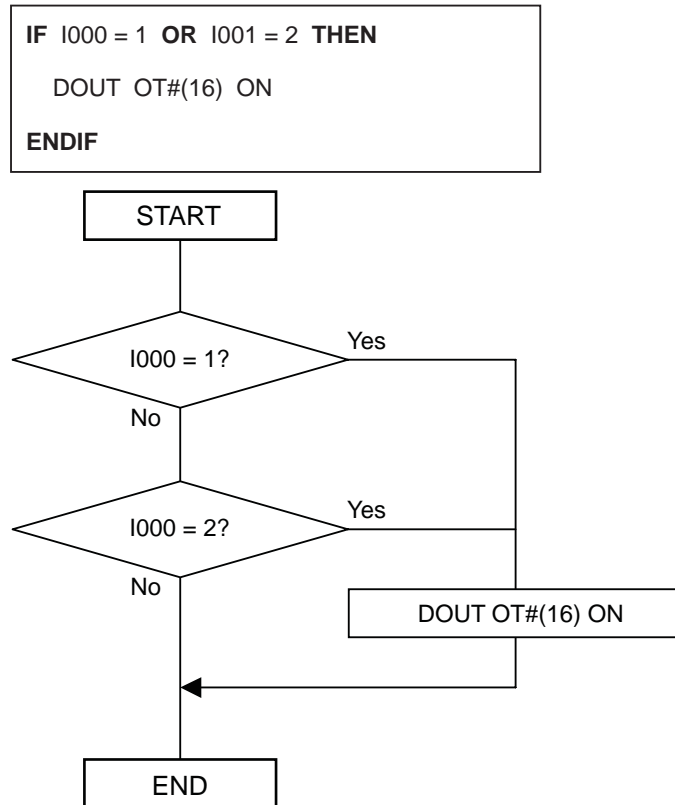 IF I000 = 1 OR I001 = 2 THEN
DOUT OT#(16) ON
ENDIF
START
I000 = 1?
Yes
No
I000 = 2?
Yes
No
DOUT OT#(16) ON
END